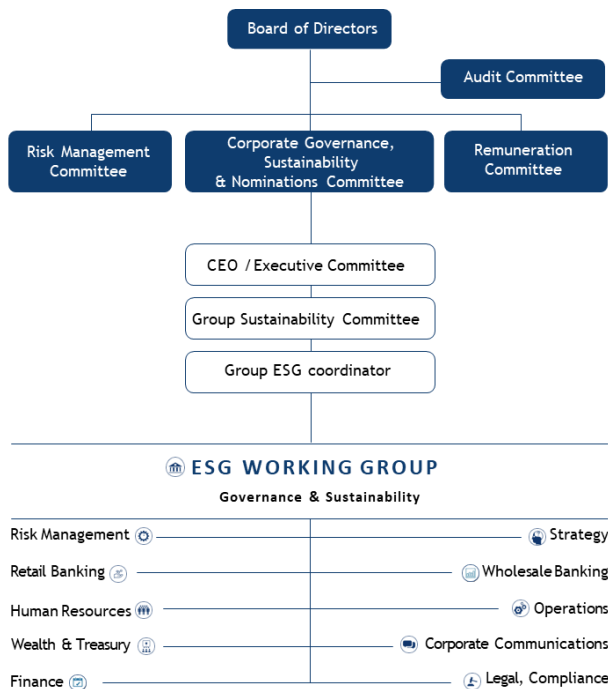 Board of Directors
Audit Committee
Risk Management
Committee
Corporate Governance,
Sustainability
& Nominations Committee
Remuneration
Committee
CEO / Executive Committee
Group Sustainability Committee
Group ESG coordinator
ESG WORKING GROUP
Governance & Sustainability
Risk Management
Strategy
Retail Banking
Wholesale Banking
Human Resources
Operations
Wealth & Treasury
Corporate Communications
Finance
Legal, Compliance